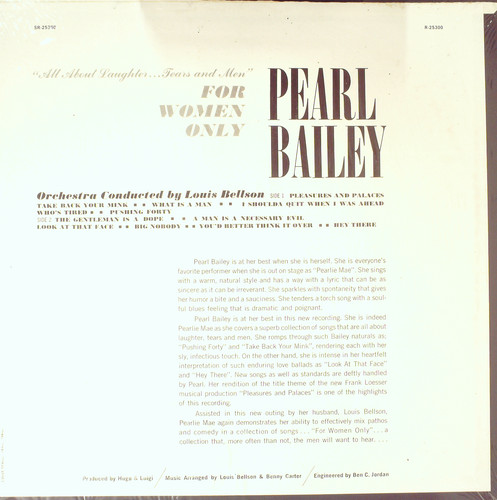 SR-25217 R-25300
"All About Laughter...Tears and Men"
FOR
WOMEN
ONLY
PEARL
BAILEY
Orchestra Conducted by Louis Bellson SIDE 1 PLEASURES AND PALACES
TAKE BACK YOUR MINK ★ ★ WHAT IS A MAN ★ ★ I SHOULDA QUIT WHEN I WAS AHEAD
WHO'S TIRED ★ ★ PUSHING FORTY
SIDE 2 THE GENTLEMAN IS A DOPE ★ ★ A MAN IS A NECESSARY EVIL
LOOK AT THAT FACE ★ ★ BIG NOBODY ★ ★ YOU'D BETTER THINK IT OVER ★ ★ HEY THERE
Pearl Bailey is at her best when she is herself. She is everyone's
favorite performer when she is out on stage as "Pearlie Mae". She sings
with a warm, natural style and has a way with a lyric that can be as
sincere as it can be irreverant. She sparkles with spontaneity that gives
her humor a bite and a sauciness. She tenders a torch song with a soul-
ful blues feeling that is dramatic and poignant.
Pearl Bailey is at her best in this new recording. She is indeed
Pearlie Mae as she covers a superb collection of songs that are all about
laughter, tears and men. She romps through such Bailey naturals as:
"Pushing Forty" and "Take Back Your Mink", rendering each with her
sly, infectious touch. On the other hand, she is intense in her heartfelt
interpretation of such enduring love ballads as "Look At That Face"
and "Hey There". New songs as well as standards are deftly handled
by Pearl. Her rendition of the title theme of the new Frank Loesser
musical production "Pleasures and Palaces" is one of the highlights
of this recording.
Assisted in this new outing by her husband, Louis Bellson,
Pearlie Mae again demonstrates her ability to effectively mix pathos
and comedy in a collection of songs . . . "For Women Only" . . . a
collection that, more often than not, the men will want to hear. . . .
Produced by Hugo & Luigi / Music Arranged by Louis Bellson & Benny Carter / Engineered by Ben C. Jordan